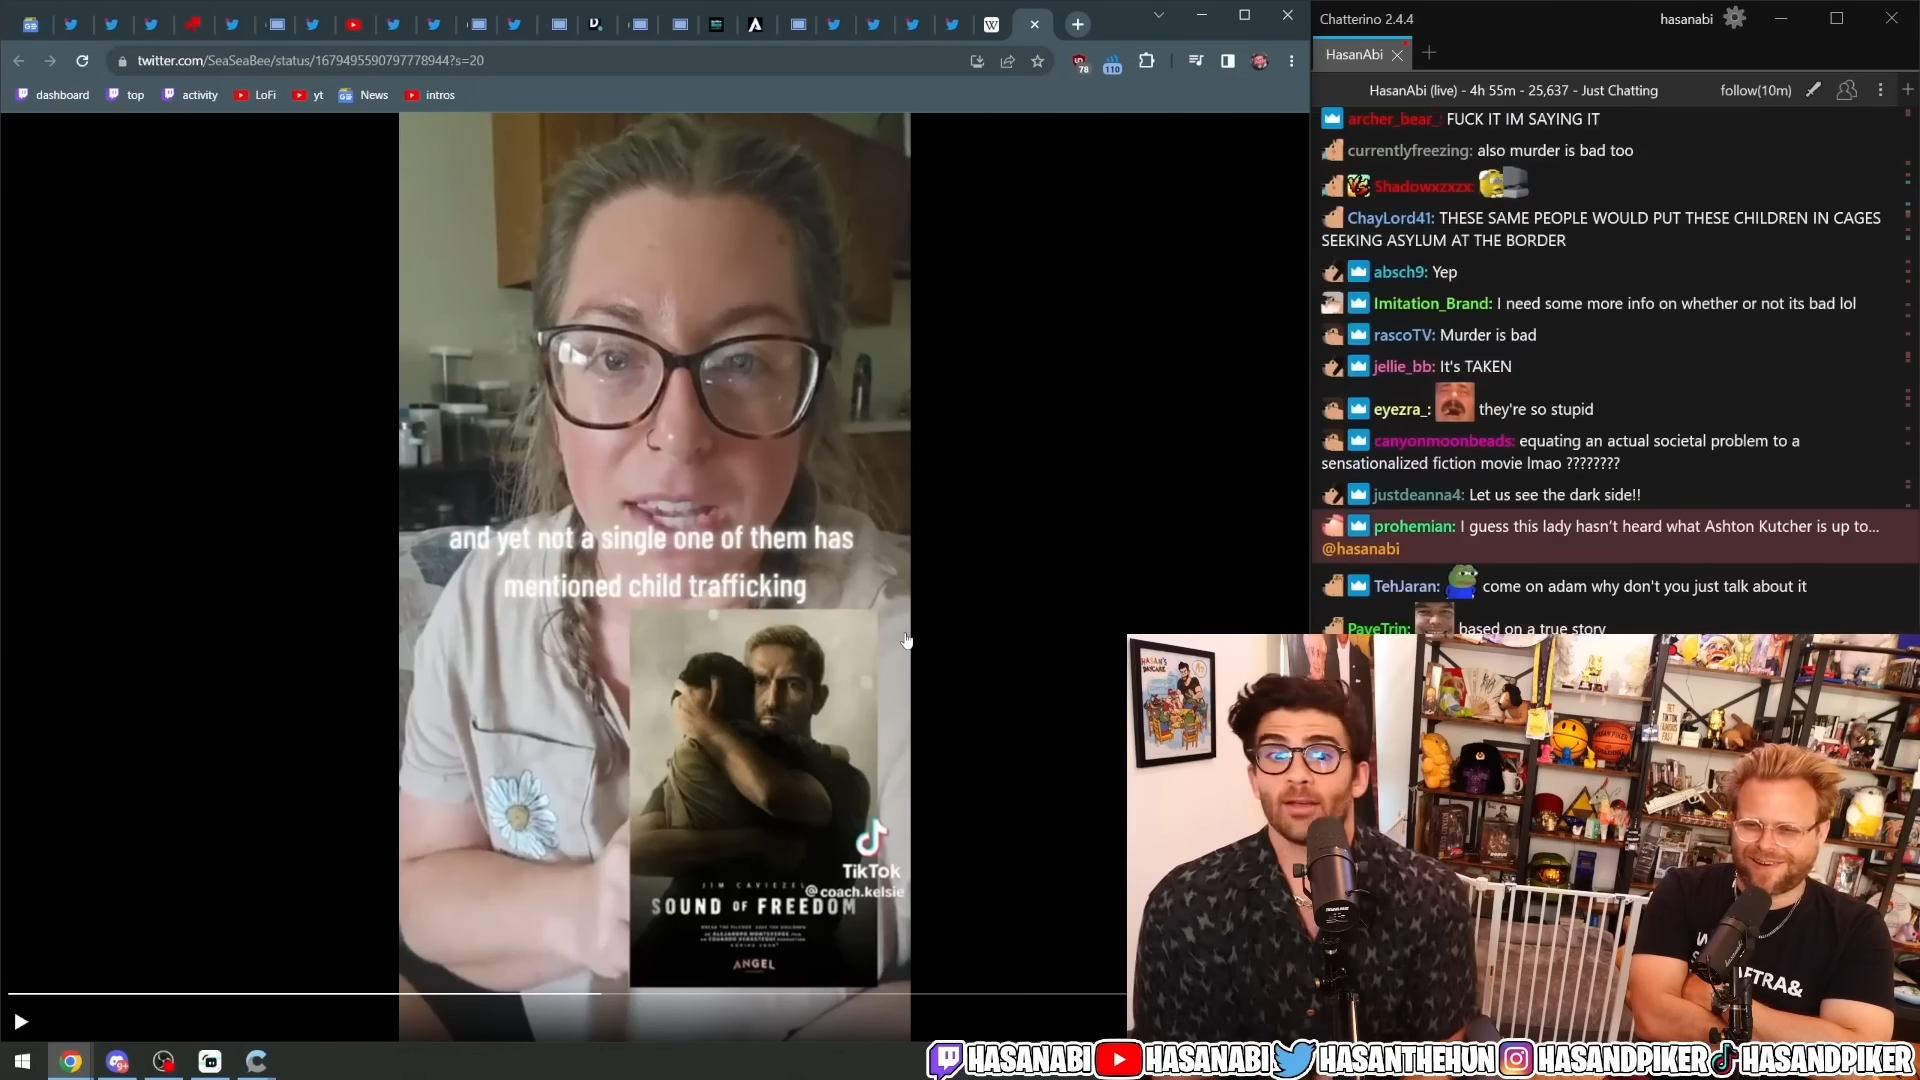 twitter.com/SeaSeaBee/status/1679495590797778944?s=20
78
110
dashboard
top
activity
LoFi
yt
News
intros
and yet not a single one of them has
mentioned child trafficking
TikTok
@coach.kelsie
JIM CAVIEZEL
SOUND OF FREEDOM
ANGEL
Chatterino 2.4.4
hasanabi
HasanAbi
HasanAbi (live) - 4h 55m - 25,637 - Just Chatting
follow(10m)
archer_bear_: FUCK IT IM SAYING IT
currentlyfreezing: also murder is bad too
Shadowxzxzx:
ChayLord41: THESE SAME PEOPLE WOULD PUT THESE CHILDREN IN CAGES
SEEKING ASYLUM AT THE BORDER
absch9: Yep
Imitation_Brand: I need some more info on whether or not its bad lol
rascoTV: Murder is bad
jellie_bb: It's TAKEN
eyezra_: they're so stupid
canyonmoonbeads: equating an actual societal problem to a
sensationalized fiction movie lmao ????????
justdeanna4: Let us see the dark side!!
prohemian: I guess this lady hasn't heard what Ashton Kutcher is up to...
@hasanabi
TehJaran: come on adam why don't you just talk about it
PaveTrin: based on a true story
HASAN'S
DAYCARE
HASANABI
HASANABI
HASANTHEHUN
HASANDPIKER
HASANDPIKER